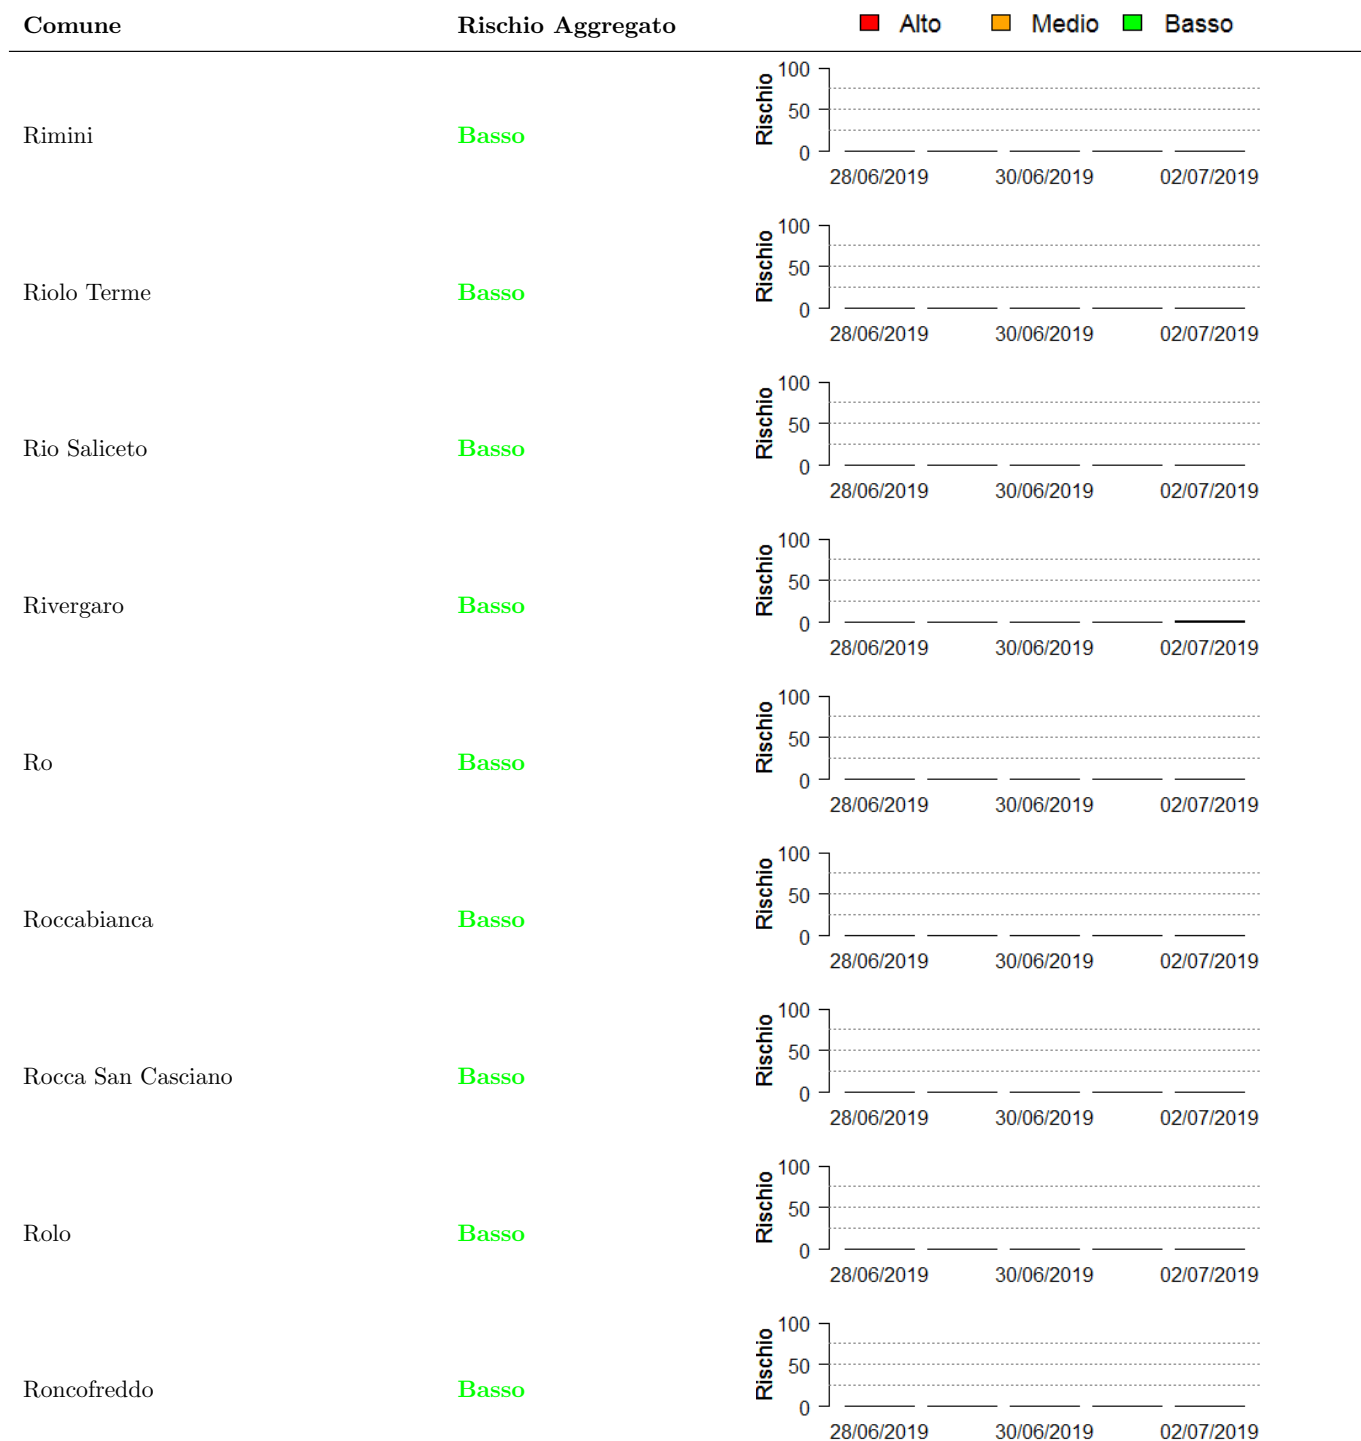 Comune Rischio Aggregato Alto Medio Basso
100
50
0
Rischio
Rimini Basso
28/06/2019 30/06/2019 02/07/2019
100
50
0
Rischio
Riolo Terme Basso
28/06/2019 30/06/2019 02/07/2019
100
50
0
Rischio
Rio Saliceto Basso
28/06/2019 30/06/2019 02/07/2019
100
50
0
Rischio
Rivergaro Basso
28/06/2019 30/06/2019 02/07/2019
100
50
0
Rischio
Ro Basso
28/06/2019 30/06/2019 02/07/2019
100
50
0
Rischio
Roccabianca Basso
28/06/2019 30/06/2019 02/07/2019
100
50
0
Rischio
Rocca San Casciano Basso
28/06/2019 30/06/2019 02/07/2019
100
50
0
Rischio
Rolo Basso
28/06/2019 30/06/2019 02/07/2019
100
50
0
Rischio
Roncofreddo Basso
28/06/2019 30/06/2019 02/07/2019